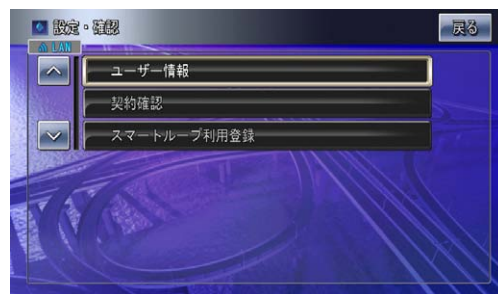 設定・確認
戻る
LAN
ユーザー情報
契約確認
スマートループ利用登録